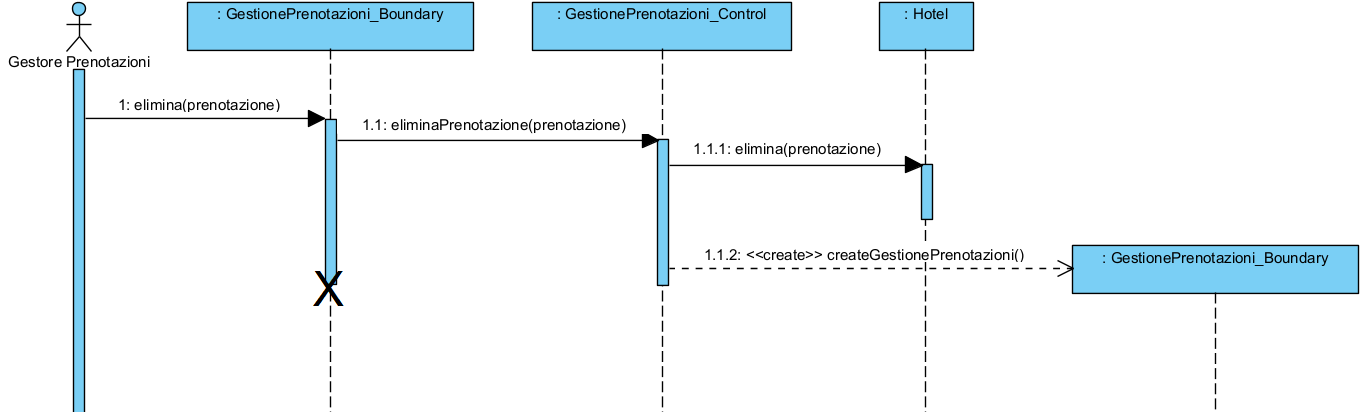 : GestionePrenotazioni_Boundary
: GestionePrenotazioni_Control
: Hotel
Gestore Prenotazioni
1: elimina(prenotazione)
1.1: eliminaPrenotazione(prenotazione)
1.1.1: elimina(prenotazione)
1.1.2: <<create>> createGestionePrenotazioni()
: GestionePrenotazioni_Boundary